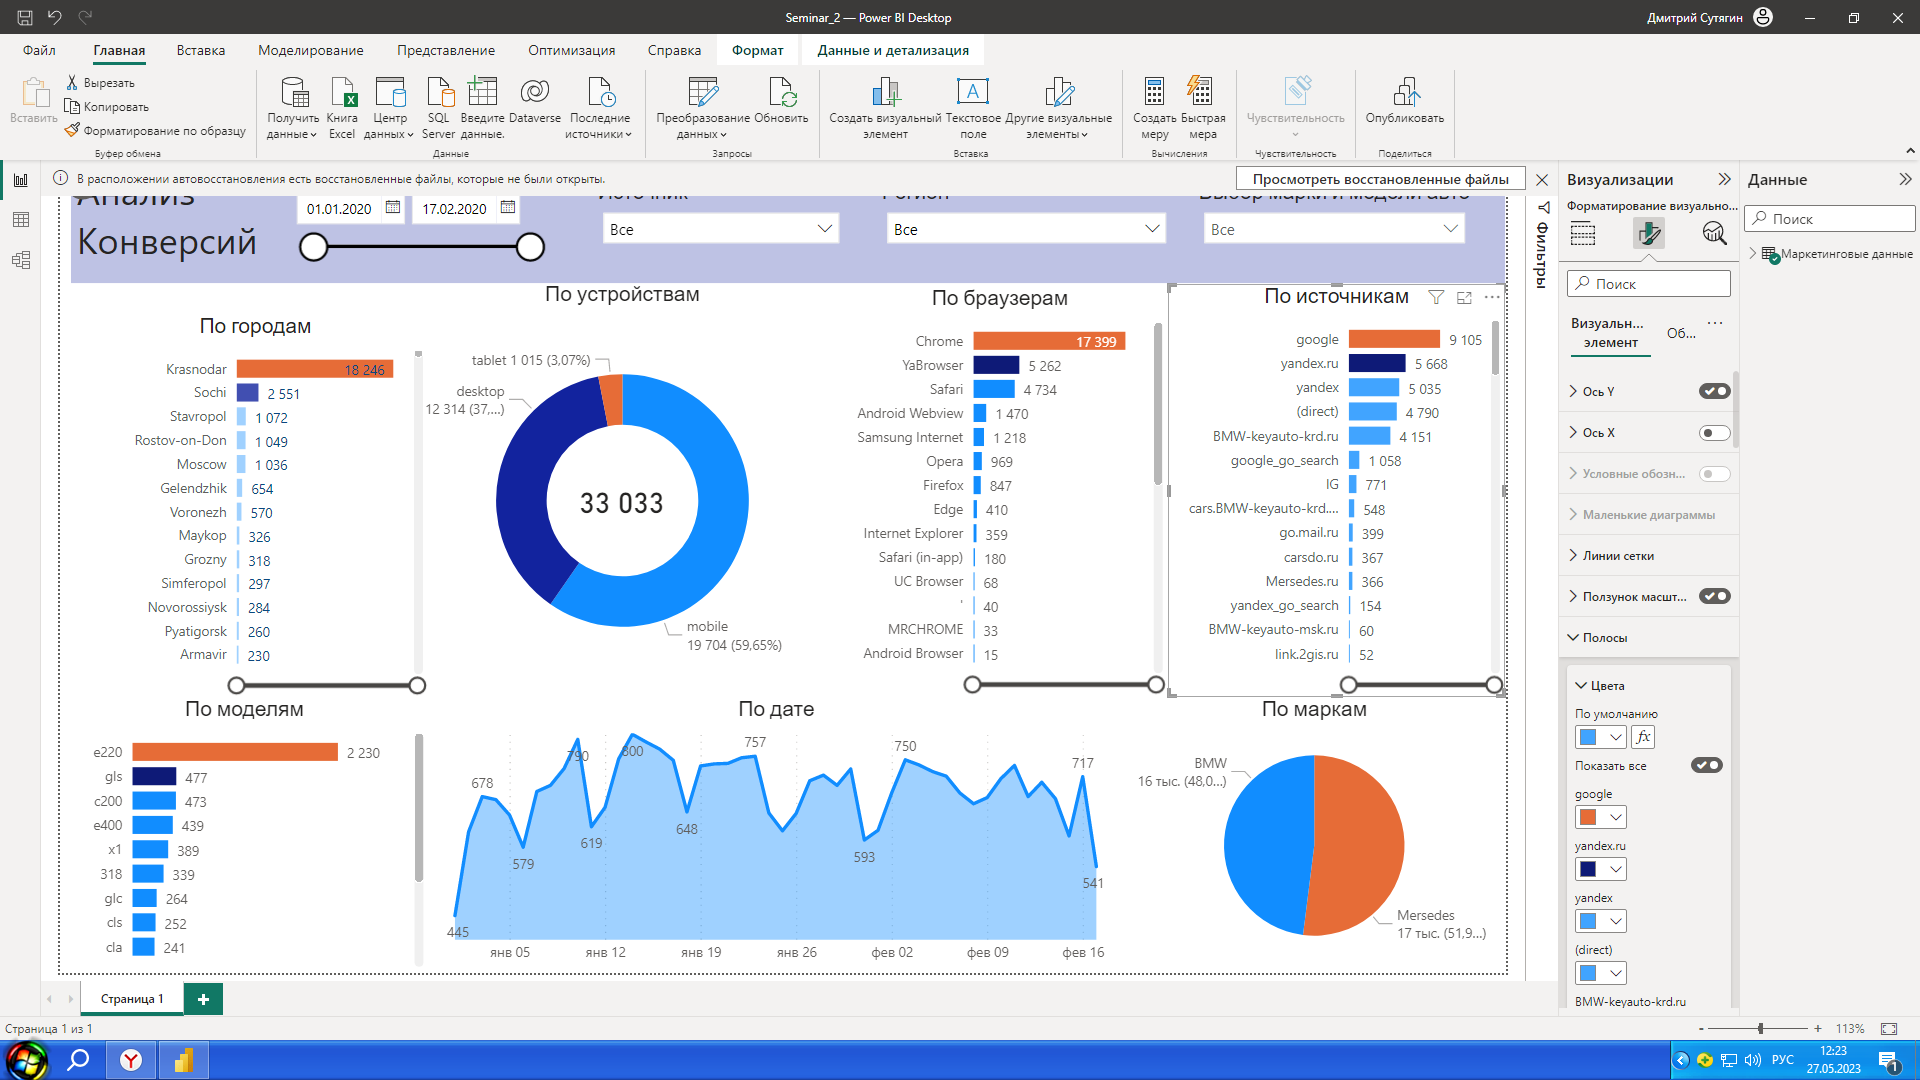 Seminar_2 — Power BI Desktop
Дмитрий Сутягин
Файл
Главная
Вставка
Моделирование
Представление
Оптимизация
Справка
Формат
Данные и детализация
Вставить
Вырезать
Копировать
Форматирование по образцу
Буфер обмена
Получить данные
Книга Excel
Центр данных
SQL Server
Введите данные.
Dataverse
Последние источники
Данные
Преобразование данных
Обновить
Запросы
Создать визуальный элемент
Текстовое поле
A
Другие визуальные элементы
Вставка
Создать меру
Быстрая мера
Вычисления
Чувствительность
Чувствительность
Опубликовать
Поделиться
В расположении автовосстановления есть восстановленные файлы, которые не были открыты.
Просмотреть восстановленные файлы
Анализ
Конверсий
01.01.2020
17.02.2020
Источник
Все
Регион
Все
Выбор марки и модели авто
Все
По городам
Krasnodar 18 246
Sochi 2 551
Stavropol 1 072
Rostov-on-Don 1 049
Moscow 1 036
Gelendzhik 654
Voronezh 570
Maykop 326
Grozny 318
Simferopol 297
Novorossiysk 284
Pyatigorsk 260
Armavir 230
По устройствам
tablet 1 015 (3,07%)
desktop
12 314 (37,...)
33 033
mobile
19 704 (59,65%)
По браузерам
Chrome 17 399
YaBrowser 5 262
Safari 4 734
Android Webview 1 470
Samsung Internet 1 218
Opera 969
Firefox 847
Edge 410
Internet Explorer 359
Safari (in-app) 180
UC Browser 68
' 40
MRCHROME 33
Android Browser 15
По источникам
google 9 105
yandex.ru 5 668
yandex 5 035
(direct) 4 790
BMW-keyauto-krd.ru 4 151
google_go_search 1 058
IG 771
cars.BMW-keyauto-krd.... 548
go.mail.ru 399
carsdo.ru 367
Mersedes.ru 366
yandex_go_search 154
BMW-keyauto-msk.ru 60
link.2gis.ru 52
По моделям
e220 2 230
gls 477
c200 473
e400 439
x1 389
318 339
glc 264
cls 252
cla 241
По дате
445
678
579
790
619
800
648
757
593
750
717
541
янв 05
янв 12
янв 19
янв 26
фев 02
фев 09
фев 16
По маркам
BMW
16 тыс. (48,0...)
Mersedes
17 тыс. (51,9...)
Фильтры
Визуализации
Форматирование визуально...
Поиск
Визуальн... элемент
Об...
Ось Y
Ось X
Условные обозн...
Маленькие диаграммы
Линии сетки
Ползунок масшт...
Полосы
Цвета
По умолчанию
fx
Показать все
google
yandex.ru
yandex
(direct)
BMW-keyauto-krd.ru
Данные
Поиск
Маркетинговые данные
Страница 1
Страница 1 из 1
- + 113%
РУС
12:23
27.05.2023
1